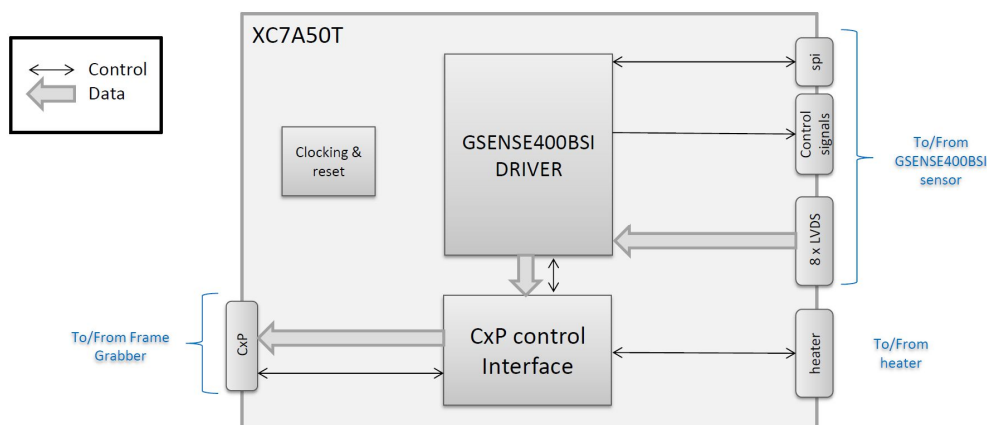 XC7A50T
Control
Data
Clocking &
reset
GSENSE400BSI
DRIVER
spi
Control
signals
8 x LVDS
To/From
GSENSE400BSI
sensor
To/From Frame
Grabber
CxP
CxP control
Interface
heater
To/From
heater